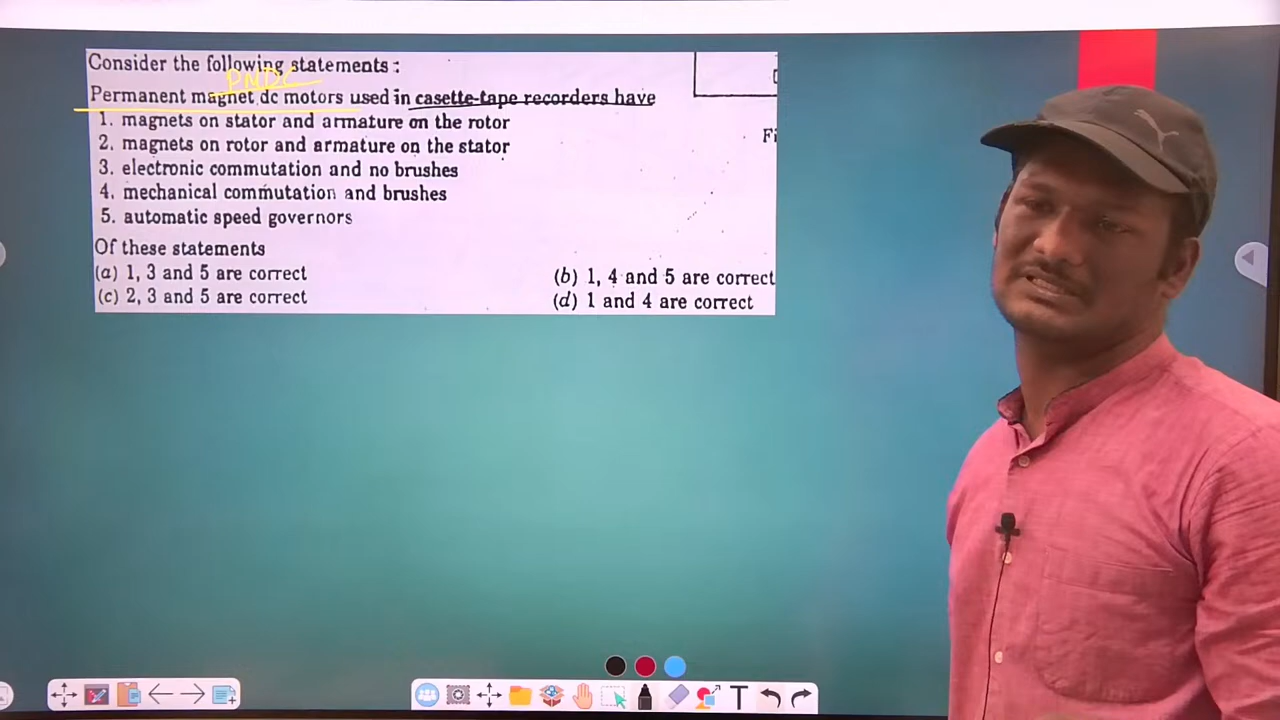 Consider the following statements :
PMDC
Permanent magnet dc motors used in casette-tape recorders have
1. magnets on stator and armature on the rotor
2. magnets on rotor and armature on the stator
3. electronic commutation and no brushes
4. mechanical commutation and brushes
5. automatic speed governors
Of these statements
(a) 1, 3 and 5 are correct
(b) 1, 4 and 5 are correct
(c) 2, 3 and 5 are correct
(d) 1 and 4 are correct
Fi
T